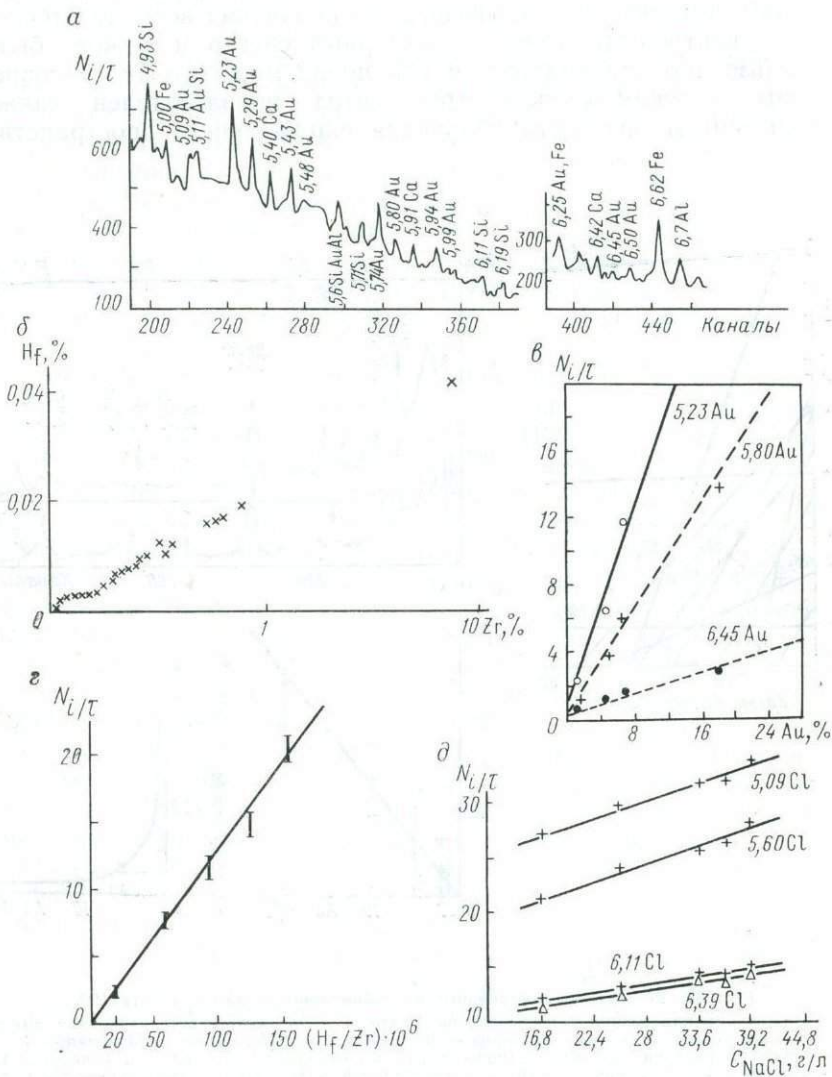 а
N_i/τ
4,93 Si
5,00 Fe
5,09 Au
5,11 Au Si
5,23 Au
5,29 Au
5,40 Ca
5,43 Au
5,48 Au
5,6 Si Au Al
5,71 Si
5,74 Au
5,80 Au
5,91 Ca
5,94 Au
5,99 Au
6,11 Si
6,19 Si
6,25 Au, Fe
6,42 Ca
6,45 Au
6,50 Au
6,62 Fe
6,7 Al
600
400
100
300
200
200 240 280 320 360 400 440 Каналы
б
H_f, %
0,04
0,02
0
1 10 Zr, %
в
N_i/τ
16
12
8
4
0
5,23 Au
5,80 Au
6,45 Au
8 16 24 Au, %
г
N_i/τ
20
10
0
20 50 100 150 (H_f/Zr)·10^6
д
N_i/τ
30
20
10
5,09 Cl
5,60 Cl
6,11 Cl
6,39 Cl
16,8 22,4 28 33,6 39,2 44,8
C_NaCl, г/л